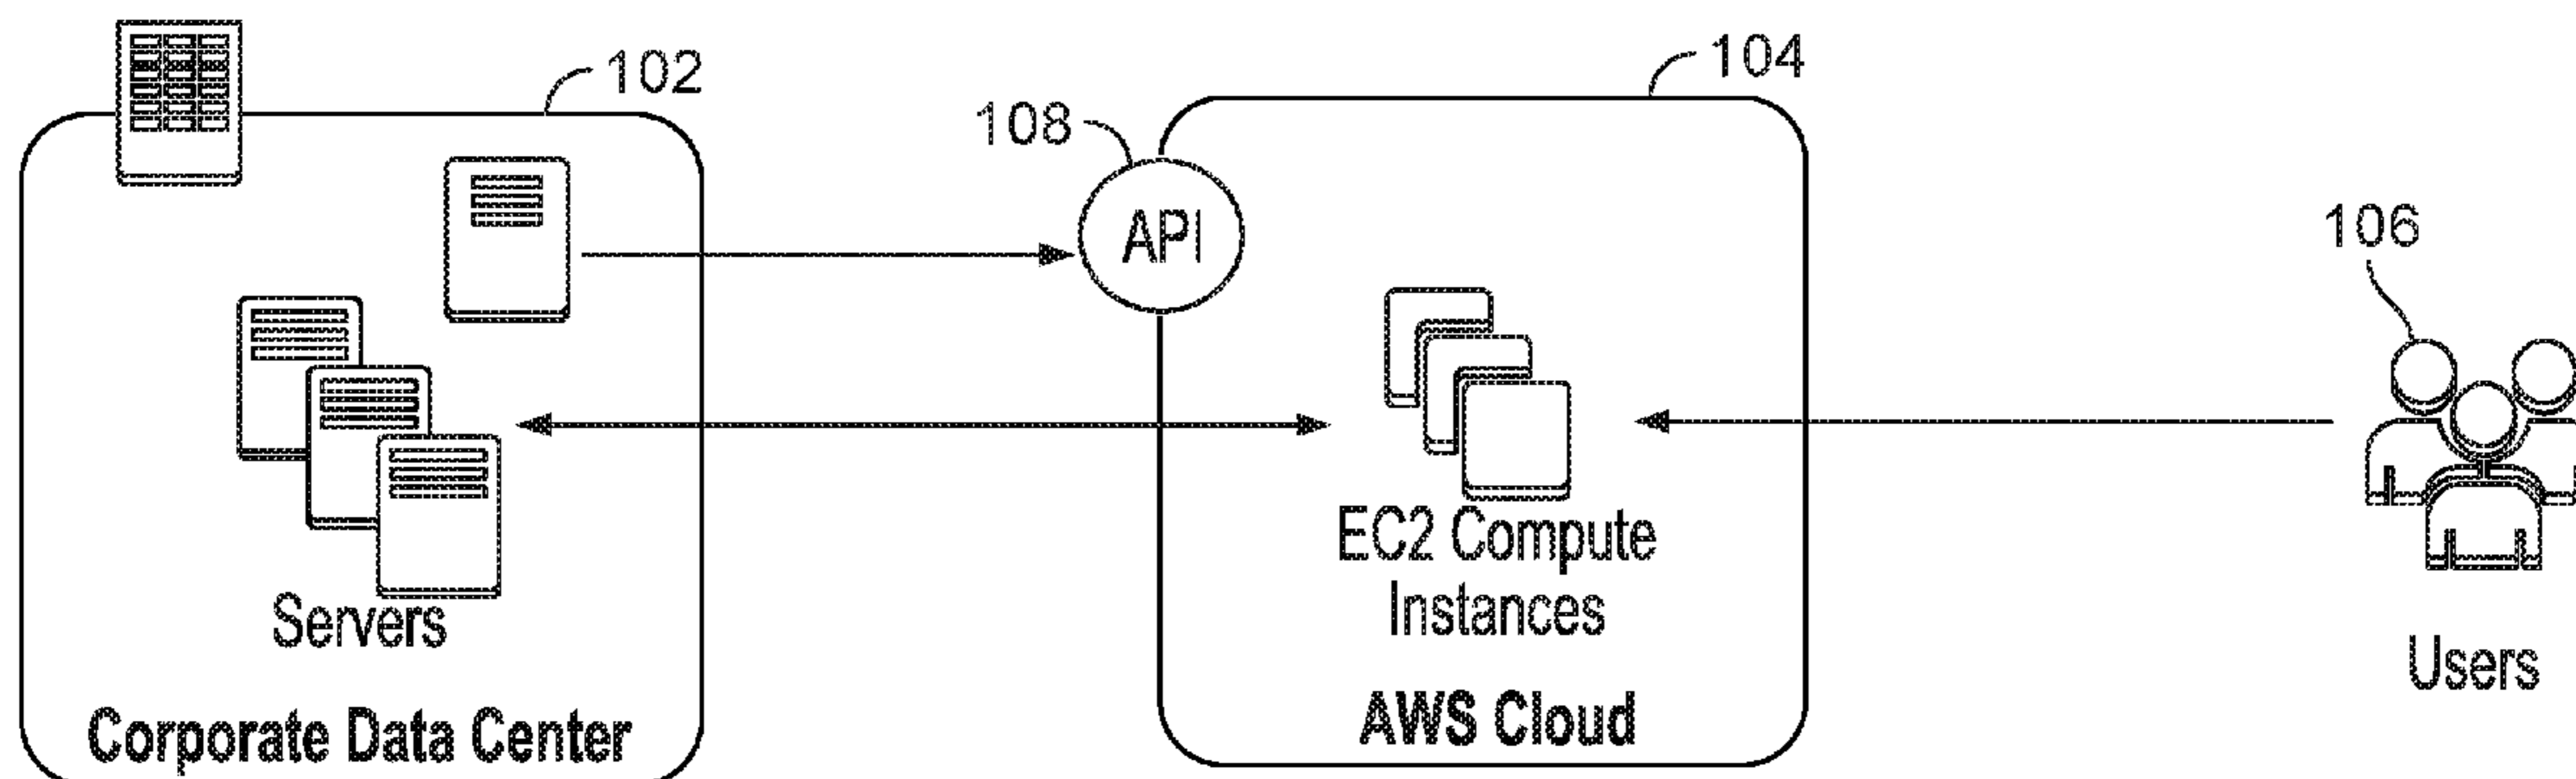 102
104
108
API
106
EC2 Compute
Instances
Servers
Users
Corporate Data Center
AWS Cloud